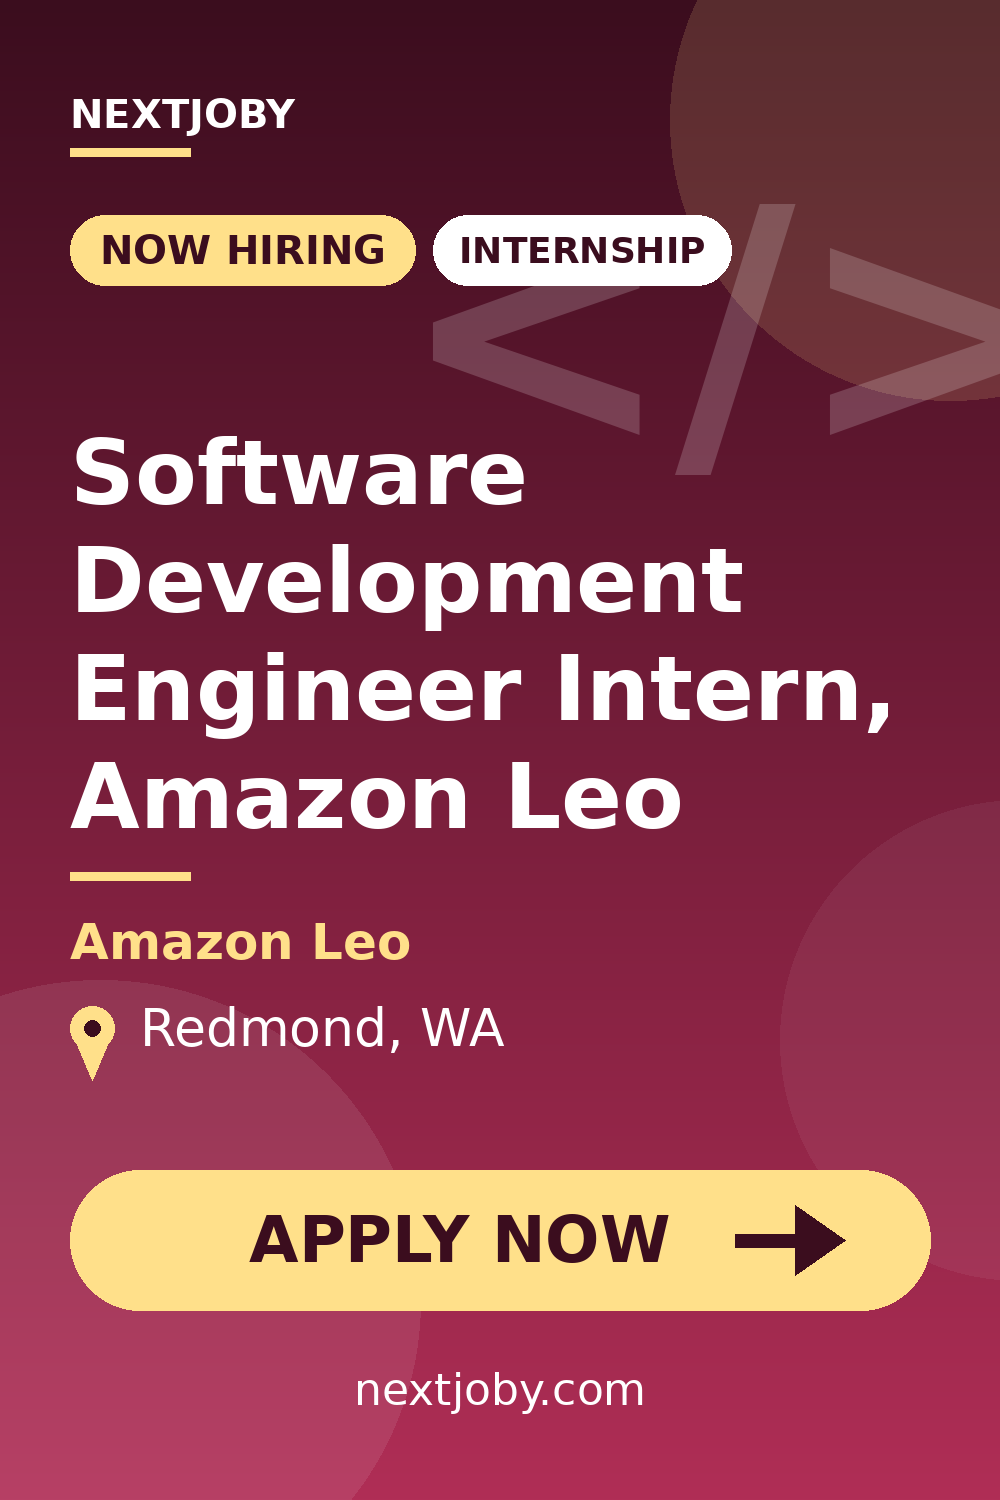 NEXTJOBY
NOW HIRING
INTERNSHIP
</>
Software
Development
Engineer Intern,
Amazon Leo
Amazon Leo
Redmond, WA
APPLY NOW
nextjoby.com